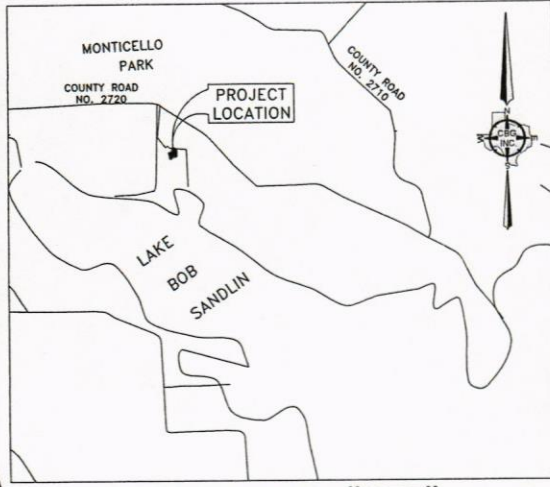 MONTICELLO
PARK
COUNTY ROAD
NO. 2720
PROJECT
LOCATION
COUNTY ROAD
NO. 2710
N
W
CBG
INC.
E
S
LAKE
BOB
SANDLIN